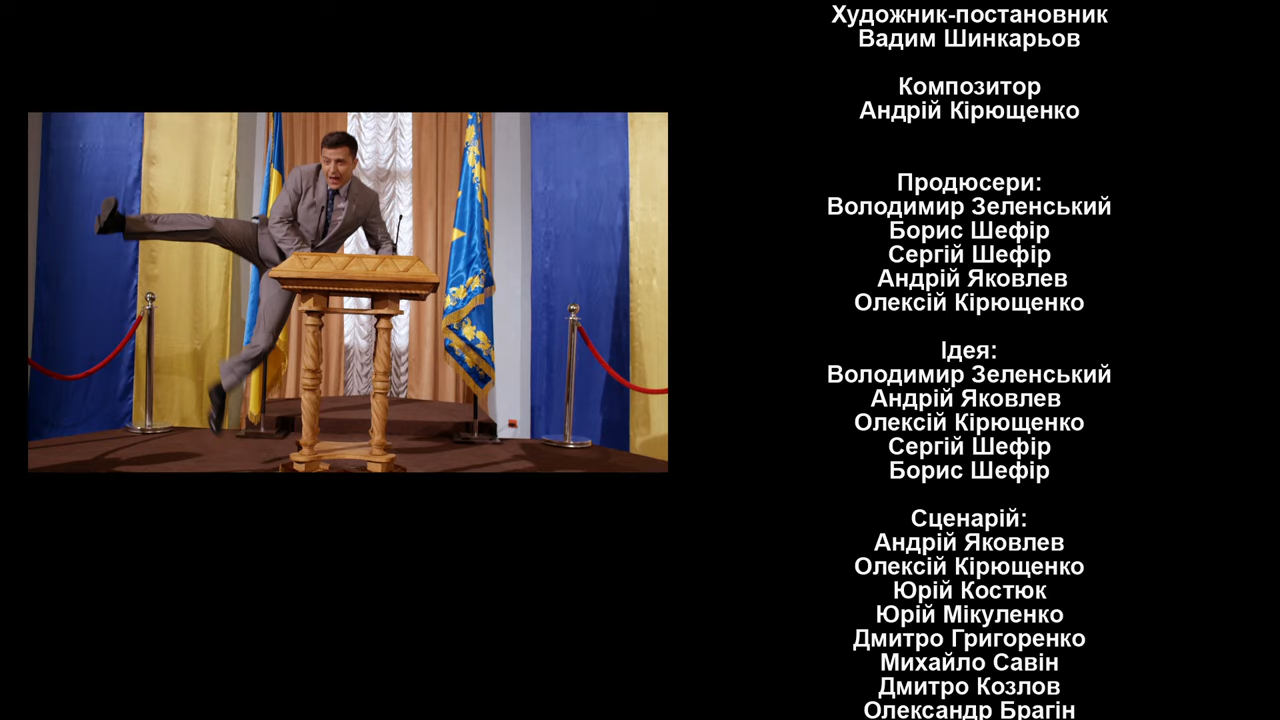 Художник-постановник
Вадим Шинкарьов
Композитор
Андрій Кірющенко
Продюсери:
Володимир Зеленський
Борис Шефір
Сергій Шефір
Андрій Яковлев
Олексій Кірющенко
Ідея:
Володимир Зеленський
Андрій Яковлев
Олексій Кірющенко
Сергій Шефір
Борис Шефір
Сценарій:
Андрій Яковлев
Олексій Кірющенко
Юрій Костюк
Юрій Мікуленко
Дмитро Григоренко
Михайло Савін
Дмитро Козлов
Олександр Брагін